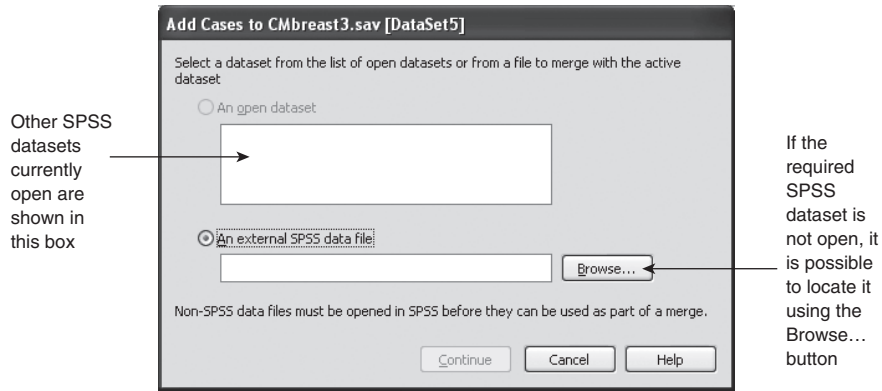 Add Cases to CMbreast3.sav [DataSet5]
Select a dataset from the list of open datasets or from a file to merge with the active
dataset
An open dataset
Other SPSS
datasets
currently
open are
shown in
this box
An external SPSS data file
Browse...
Non-SPSS data files must be opened in SPSS before they can be used as part of a merge.
Continue
Cancel
Help
If the
required
SPSS
dataset is
not open, it
is possible
to locate it
using the
Browse…
button